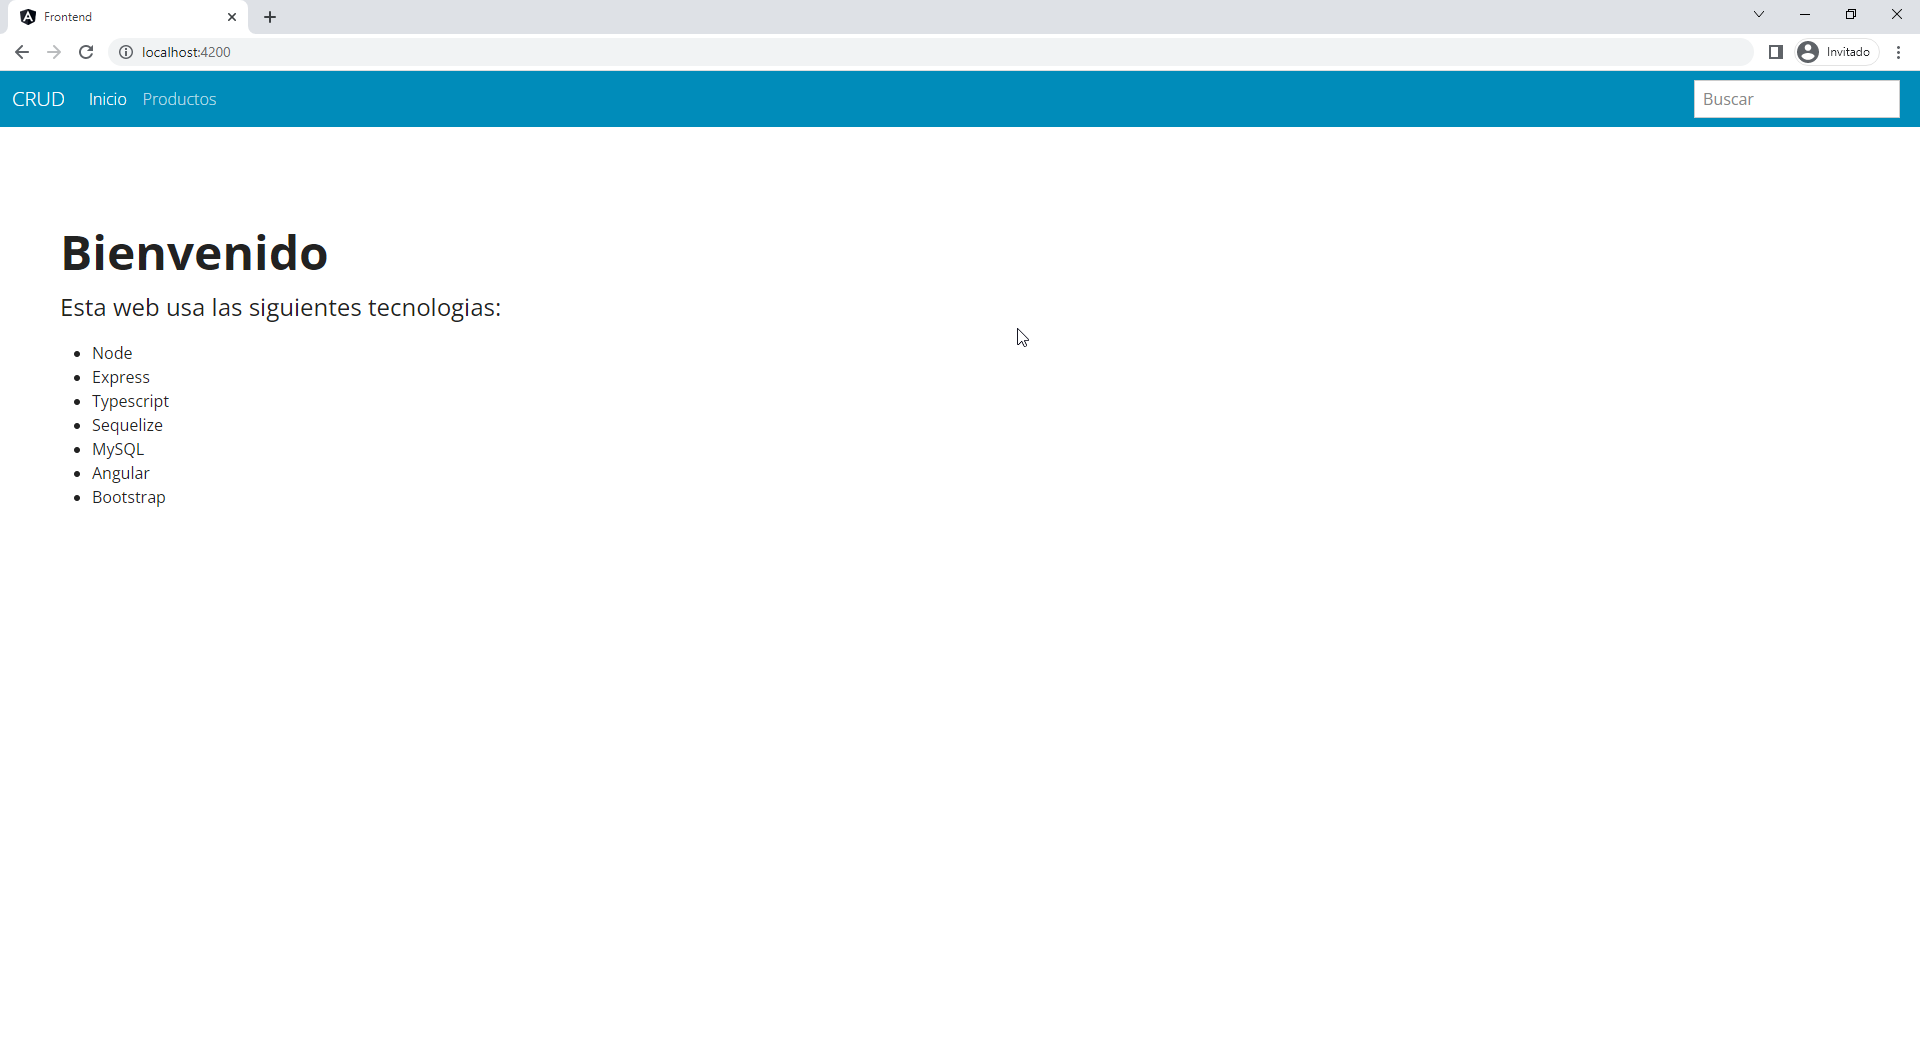 Frontend
localhost:4200
Invitado
CRUD Inicio Productos Buscar
Bienvenido
Esta web usa las siguientes tecnologias:
Node
Express
Typescript
Sequelize
MySQL
Angular
Bootstrap